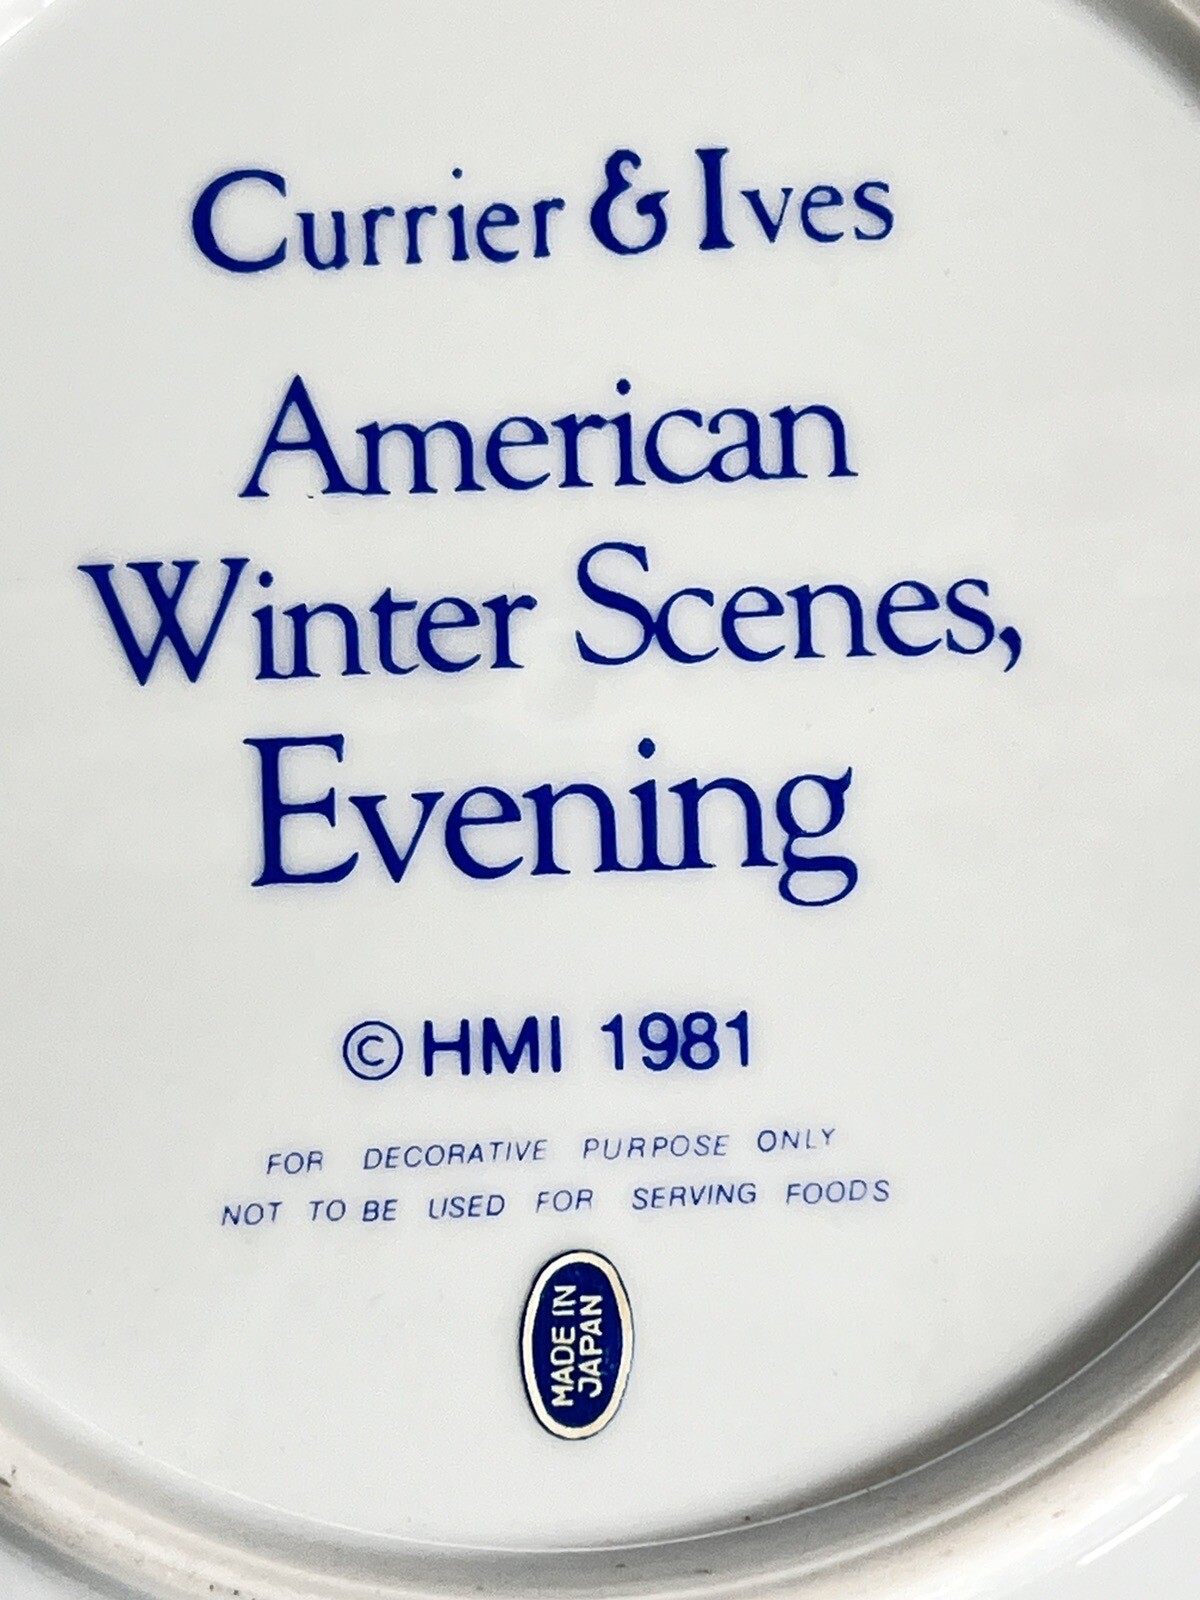 Currier & Ives
American
Winter Scenes,
Evening
© HMI 1981
FOR DECORATIVE PURPOSE ONLY
NOT TO BE USED FOR SERVING FOODS
MADE IN
JAPAN